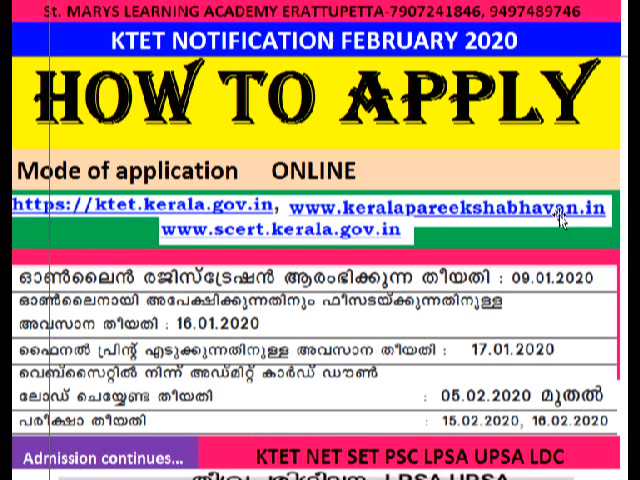 St. MARYS LEARNING ACADEMY ERATTUPETTA-7907241846, 9497489746
KTET NOTIFICATION FEBRUARY 2020
HOW TO APPLY
Mode of application ONLINE
https://ktet.kerala.gov.in, www.keralapareekshabhavan.in
www.scert.kerala.gov.in
ഓൺലൈൻ രജിസ്ട്രേഷൻ ആരംഭിക്കുന്ന തീയതി : 09.01.2020
ഓൺലൈനായി അപേക്ഷിക്കുന്നതിനും ഫീസടയ്ക്കുന്നതിനുള്ള
അവസാന തീയതി : 16.01.2020
ഫൈനൽ പ്രിന്റ് എടുക്കുന്നതിനുള്ള അവസാന തീയതി : 17.01.2020
വെബ്സൈറ്റിൽ നിന്ന് അഡ്മിറ്റ് കാർഡ് ഡൗൺ
ലോഡ് ചെയ്യേണ്ട തീയതി : 05.02.2020 മുതൽ
പരീക്ഷാ തീയതി : 15.02.2020, 16.02.2020
Admission continues... KTET NET SET PSC LPSA UPSA LDC
LPSA UPSA